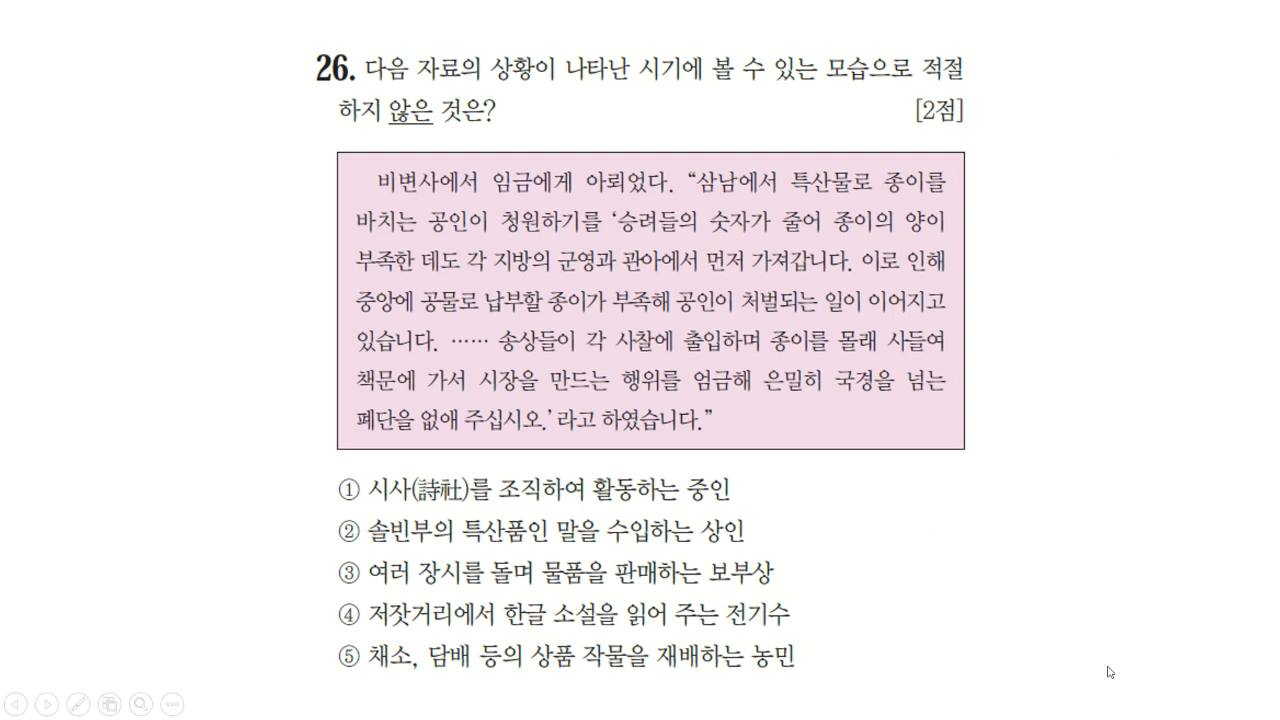 26. 다음 자료의 상황이 나타난 시기에 볼 수 있는 모습으로 적절
하지 않은 것은? [2점]
비변사에서 임금에게 아뢰었다. “삼남에서 특산물로 종이를
바치는 공인이 청원하기를 ‘승려들의 숫자가 줄어 종이의 양이
부족한 데도 각 지방의 군영과 관아에서 먼저 가져갑니다. 이로 인해
중앙에 공물로 납부할 종이가 부족해 공인이 처벌되는 일이 이어지고
있습니다. …… 송상들이 각 사찰에 출입하며 종이를 몰래 사들여
책문에 가서 시장을 만드는 행위를 엄금해 은밀히 국경을 넘는
폐단을 없애 주십시오.’라고 하였습니다.”
① 시사(詩社)를 조직하여 활동하는 중인
② 솔빈부의 특산품인 말을 수입하는 상인
③ 여러 장시를 돌며 물품을 판매하는 보부상
④ 저잣거리에서 한글 소설을 읽어 주는 전기수
⑤ 채소, 담배 등의 상품 작물을 재배하는 농민